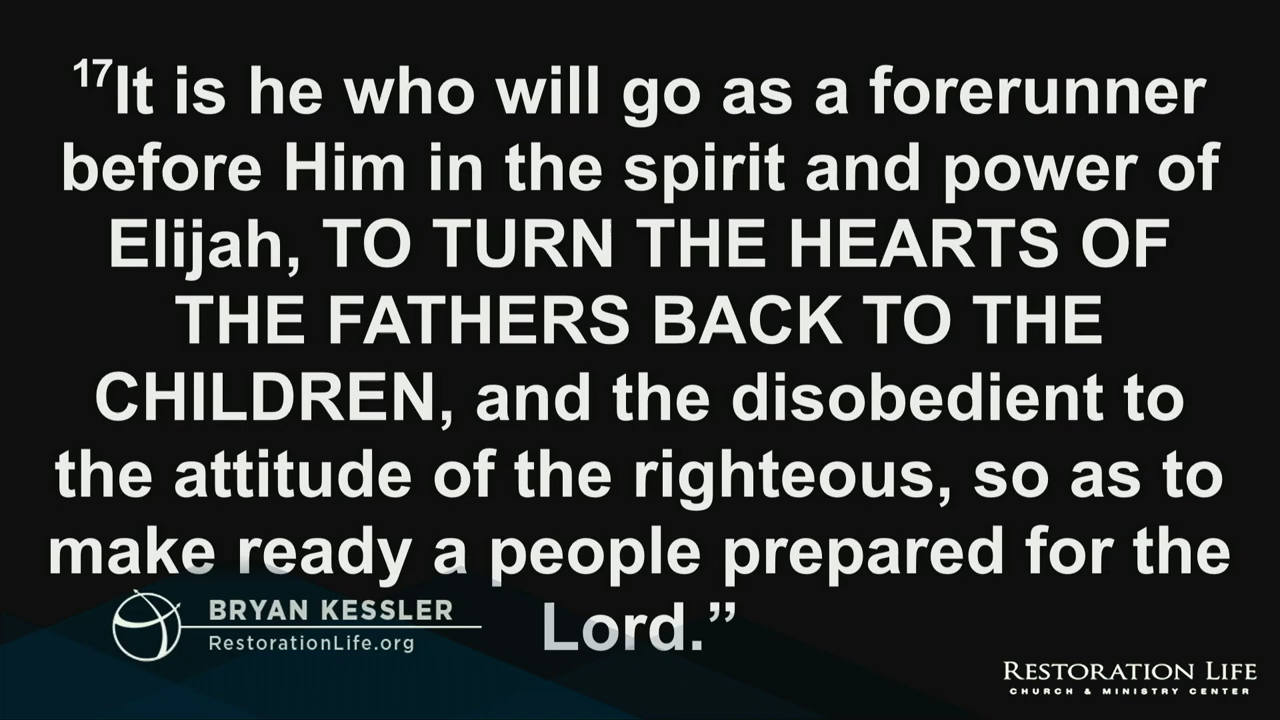 17It is he who will go as a forerunner
before Him in the spirit and power of
Elijah, TO TURN THE HEARTS OF
THE FATHERS BACK TO THE
CHILDREN, and the disobedient to
the attitude of the righteous, so as to
make ready a people prepared for the
Lord.”
BRYAN KESSLER
RestorationLife.org
RESTORATION LIFE
CHURCH & MINISTRY CENTER